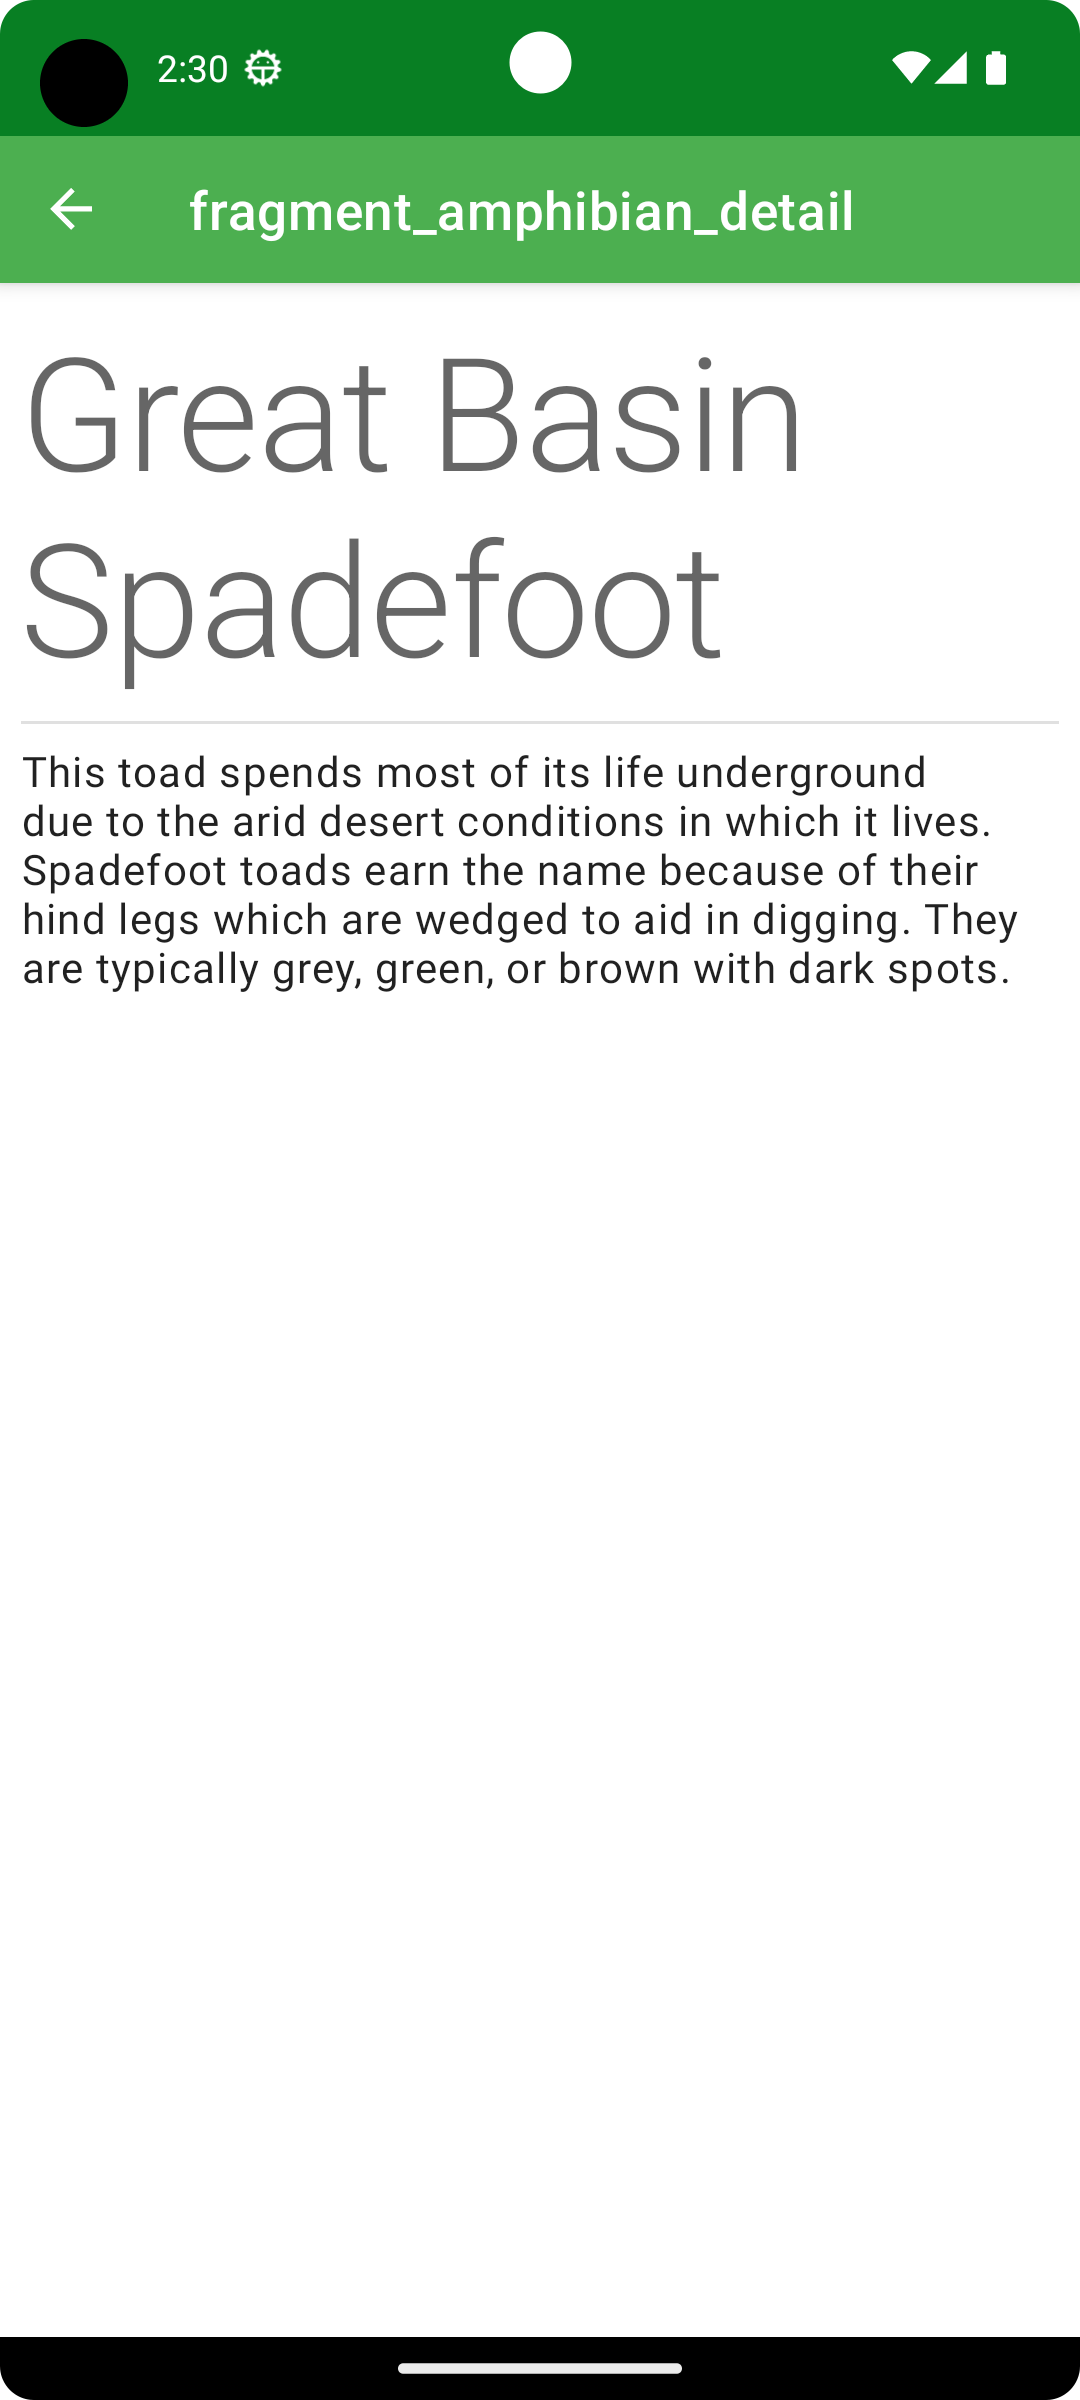 2:30
fragment_amphibian_detail
Great Basin
Spadefoot
This toad spends most of its life underground
due to the arid desert conditions in which it lives.
Spadefoot toads earn the name because of their
hind legs which are wedged to aid in digging. They
are typically grey, green, or brown with dark spots.